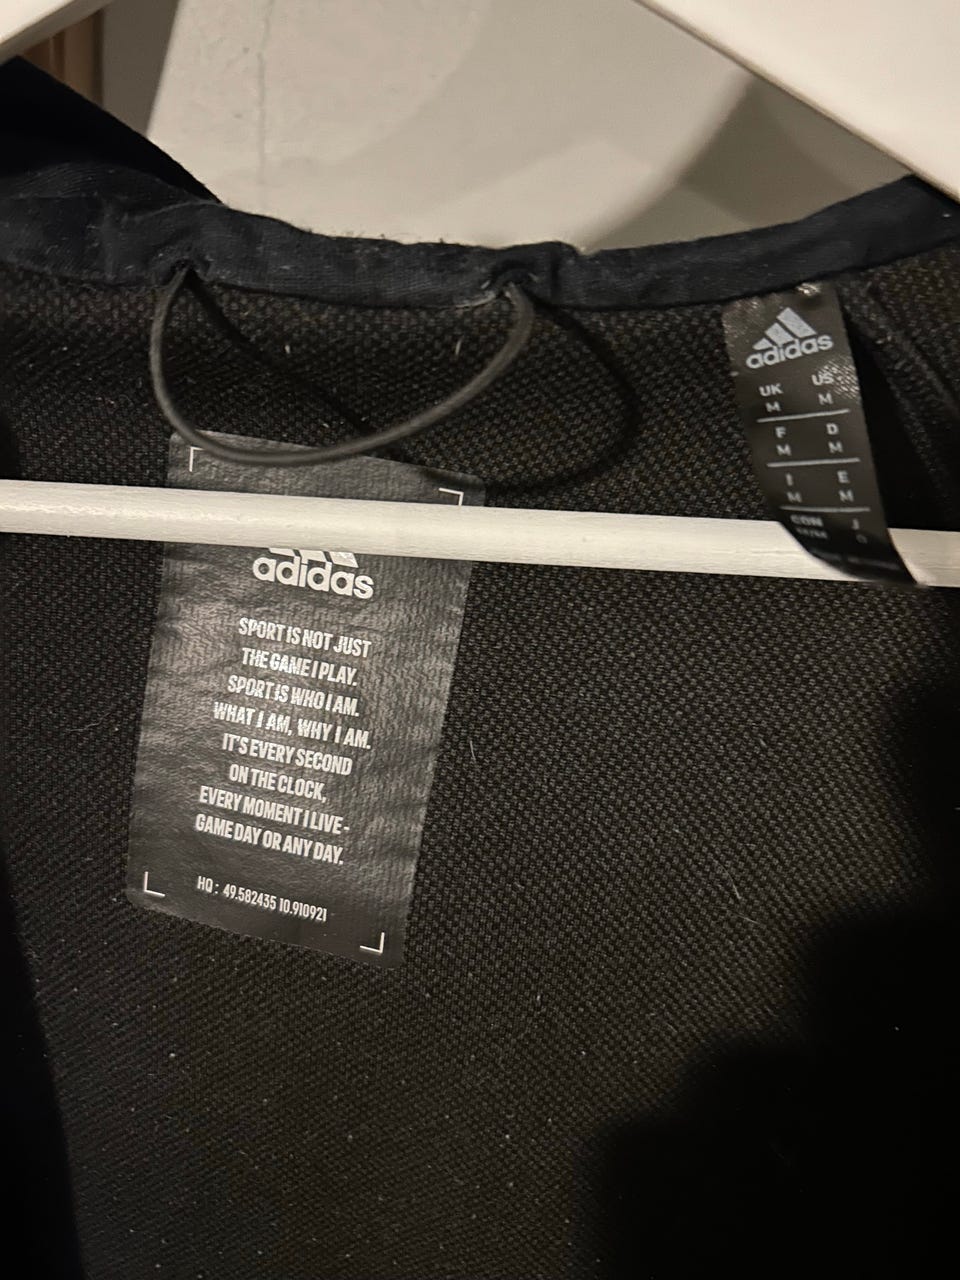 adidas
SPORT IS NOT JUST
THE GAME I PLAY.
SPORT IS WHO I AM.
WHAT I AM, WHY I AM.
IT'S EVERY SECOND
ON THE CLOCK,
EVERY MOMENT I LIVE -
GAME DAY OR ANY DAY.
HQ : 49.582435 10.910921
adidas
UK US
M M
F D
M M
I E
M M
J
O